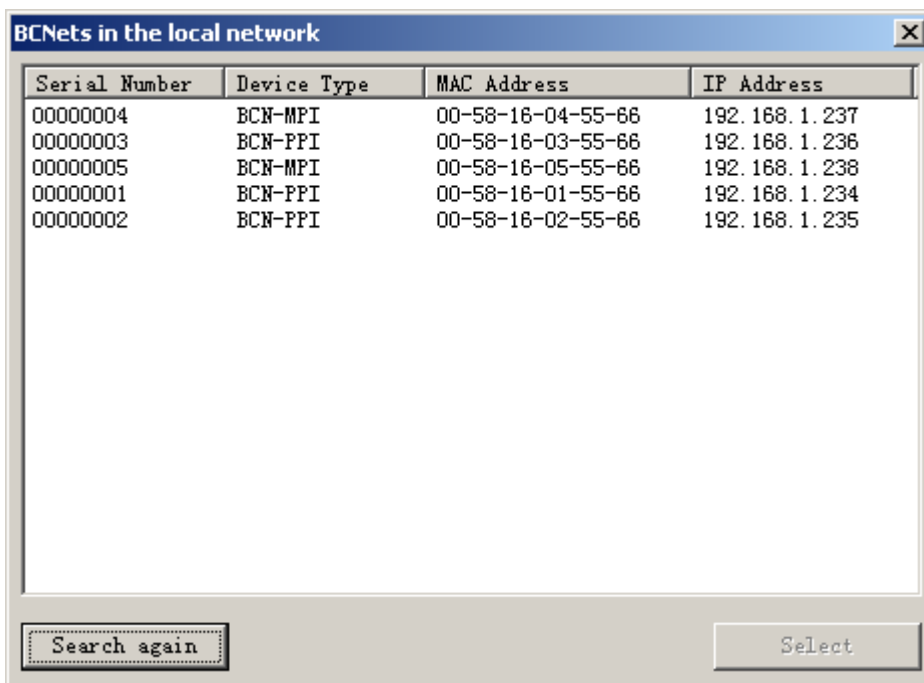 BCNets in the local network
Serial Number Device Type MAC Address IP Address
00000004 BCN-MPI 00-58-16-04-55-66 192.168.1.237
00000003 BCN-PPI 00-58-16-03-55-66 192.168.1.236
00000005 BCN-MPI 00-58-16-05-55-66 192.168.1.238
00000001 BCN-PPI 00-58-16-01-55-66 192.168.1.234
00000002 BCN-PPI 00-58-16-02-55-66 192.168.1.235
Search again Select